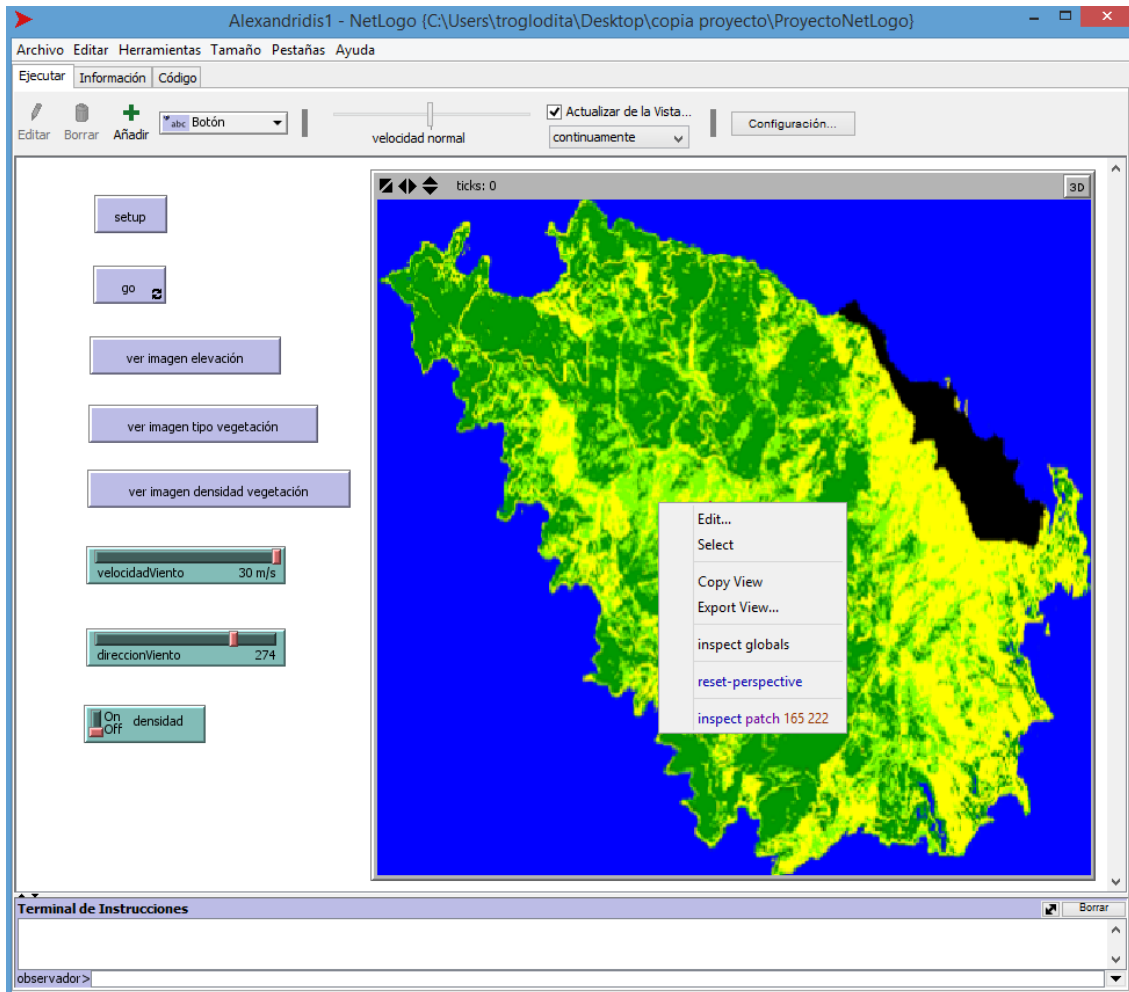 Alexandridis1 - NetLogo {C:\Users\troglodita\Desktop\copia proyecto\ProyectoNetLogo}
Archivo Editar Herramientas Tamaño Pestañas Ayuda
Ejecutar Información Código
Editar Borrar Añadir abc Botón velocidad normal Actualizar de la Vista... continuamente Configuración...
ticks: 0 3D
setup
go
ver imagen elevación
ver imagen tipo vegetación
ver imagen densidad vegetación
velocidadViento 30 m/s
direccionViento 274
On Off densidad
Edit...
Select
Copy View
Export View...
inspect globals
reset-perspective
inspect patch 165 222
Terminal de Instrucciones Borrar
observador>